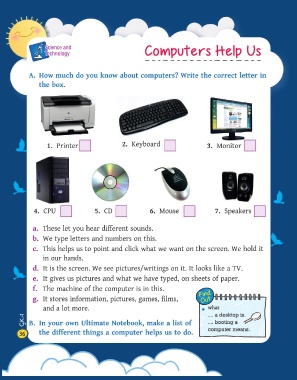 Science and
Technology
Computers Help Us
A. How much do you know about computers? Write the correct letter in
the box.
1. Printer
2. Keyboard
3. Monitor
4. CPU
5. CD
6. Mouse
7. Speakers
a. These let you hear different sounds.
b. We type letters and numbers on this.
c. This helps us to point and click what we want on the screen. We hold it
in our hands.
d. It is the screen. We see pictures/writings on it. It looks like a TV.
e. It gives us pictures and what we have typed, on sheets of paper.
f. The machine of the computer is in this.
g. It stores information, pictures, games, films,
and a lot more.
Find
Out
what
... a desktop is.
... booting a
computer means.
B. In your own Ultimate Notebook, make a list of
the different things a computer helps us to do.
GK-1
36